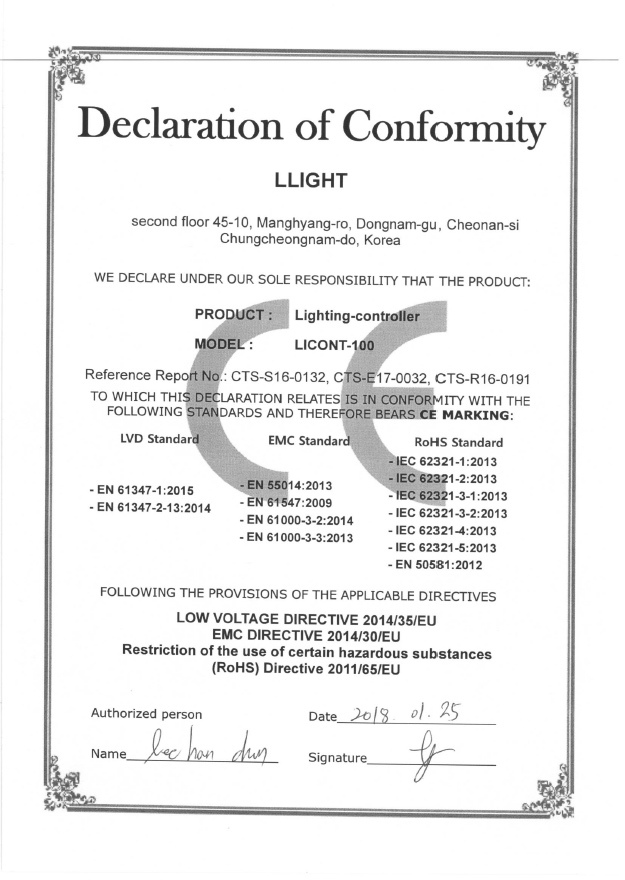 Declaration of Conformity
LLIGHT
second floor 45-10, Manghyang-ro, Dongnam-gu, Cheonan-si
Chungcheongnam-do, Korea
WE DECLARE UNDER OUR SOLE RESPONSIBILITY THAT THE PRODUCT:
PRODUCT : Lighting-controller
MODEL : LICONT-100
Reference Report No.: CTS-S16-0132, CTS-E17-0032, CTS-R16-0191
TO WHICH THIS DECLARATION RELATES IS IN CONFORMITY WITH THE
FOLLOWING STANDARDS AND THEREFORE BEARS CE MARKING:
CE
LVD Standard
- EN 61347-1:2015
- EN 61347-2-13:2014
EMC Standard
- EN 55014:2013
- EN 61547:2009
- EN 61000-3-2:2014
- EN 61000-3-3:2013
RoHS Standard
- IEC 62321-1:2013
- IEC 62321-2:2013
- IEC 62321-3-1:2013
- IEC 62321-3-2:2013
- IEC 62321-4:2013
- IEC 62321-5:2013
- EN 50581:2012
FOLLOWING THE PROVISIONS OF THE APPLICABLE DIRECTIVES
LOW VOLTAGE DIRECTIVE 2014/35/EU
EMC DIRECTIVE 2014/30/EU
Restriction of the use of certain hazardous substances
(RoHS) Directive 2011/65/EU
Authorized person
Date 2018. 01. 25
Name han
Signature